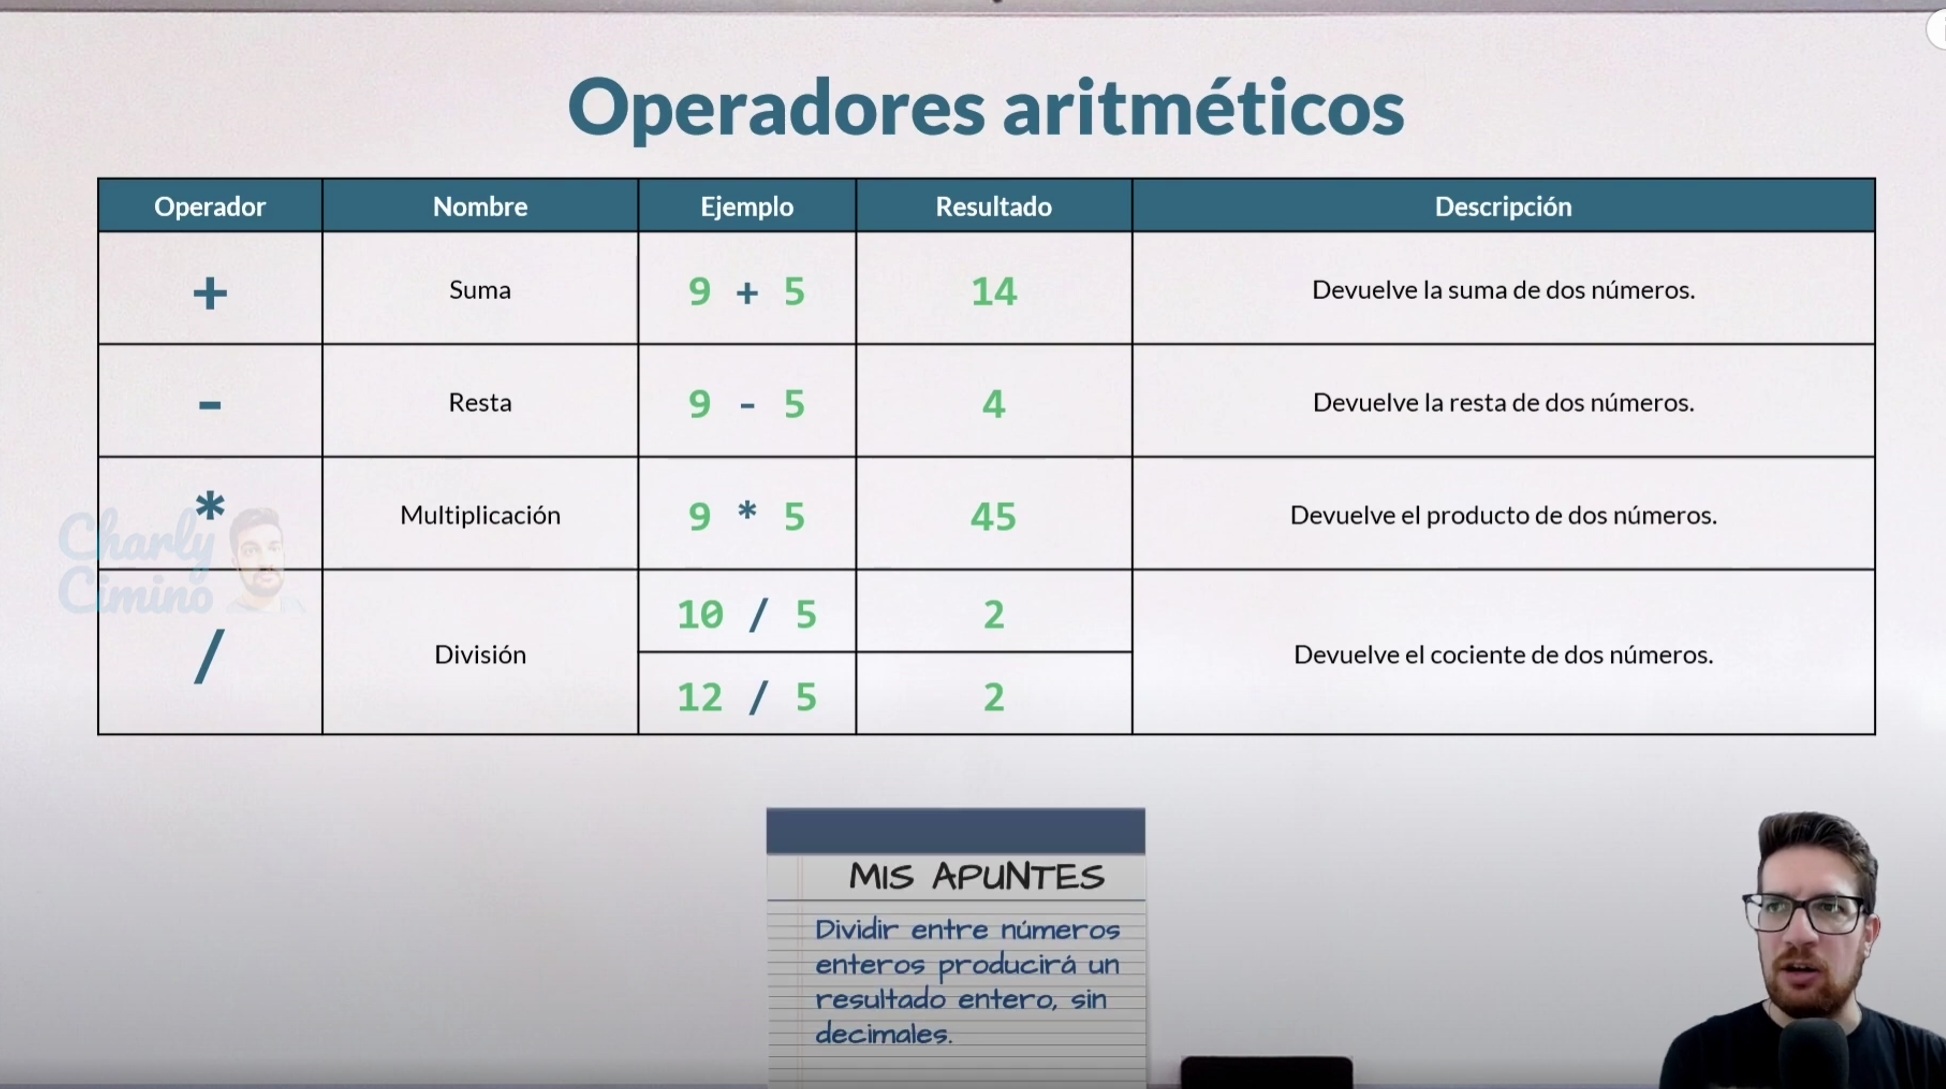 Operadores aritméticos
Operador Nombre Ejemplo Resultado Descripción
+ Suma 9 + 5 14 Devuelve la suma de dos números.
- Resta 9 - 5 4 Devuelve la resta de dos números.
* Multiplicación 9 * 5 45 Devuelve el producto de dos números.
Charly
Cimino
/ División 10 / 5 2 Devuelve el cociente de dos números.
12 / 5 2
MIS APUNTES
Dividir entre números
enteros producirá un
resultado entero, sin
decimales.